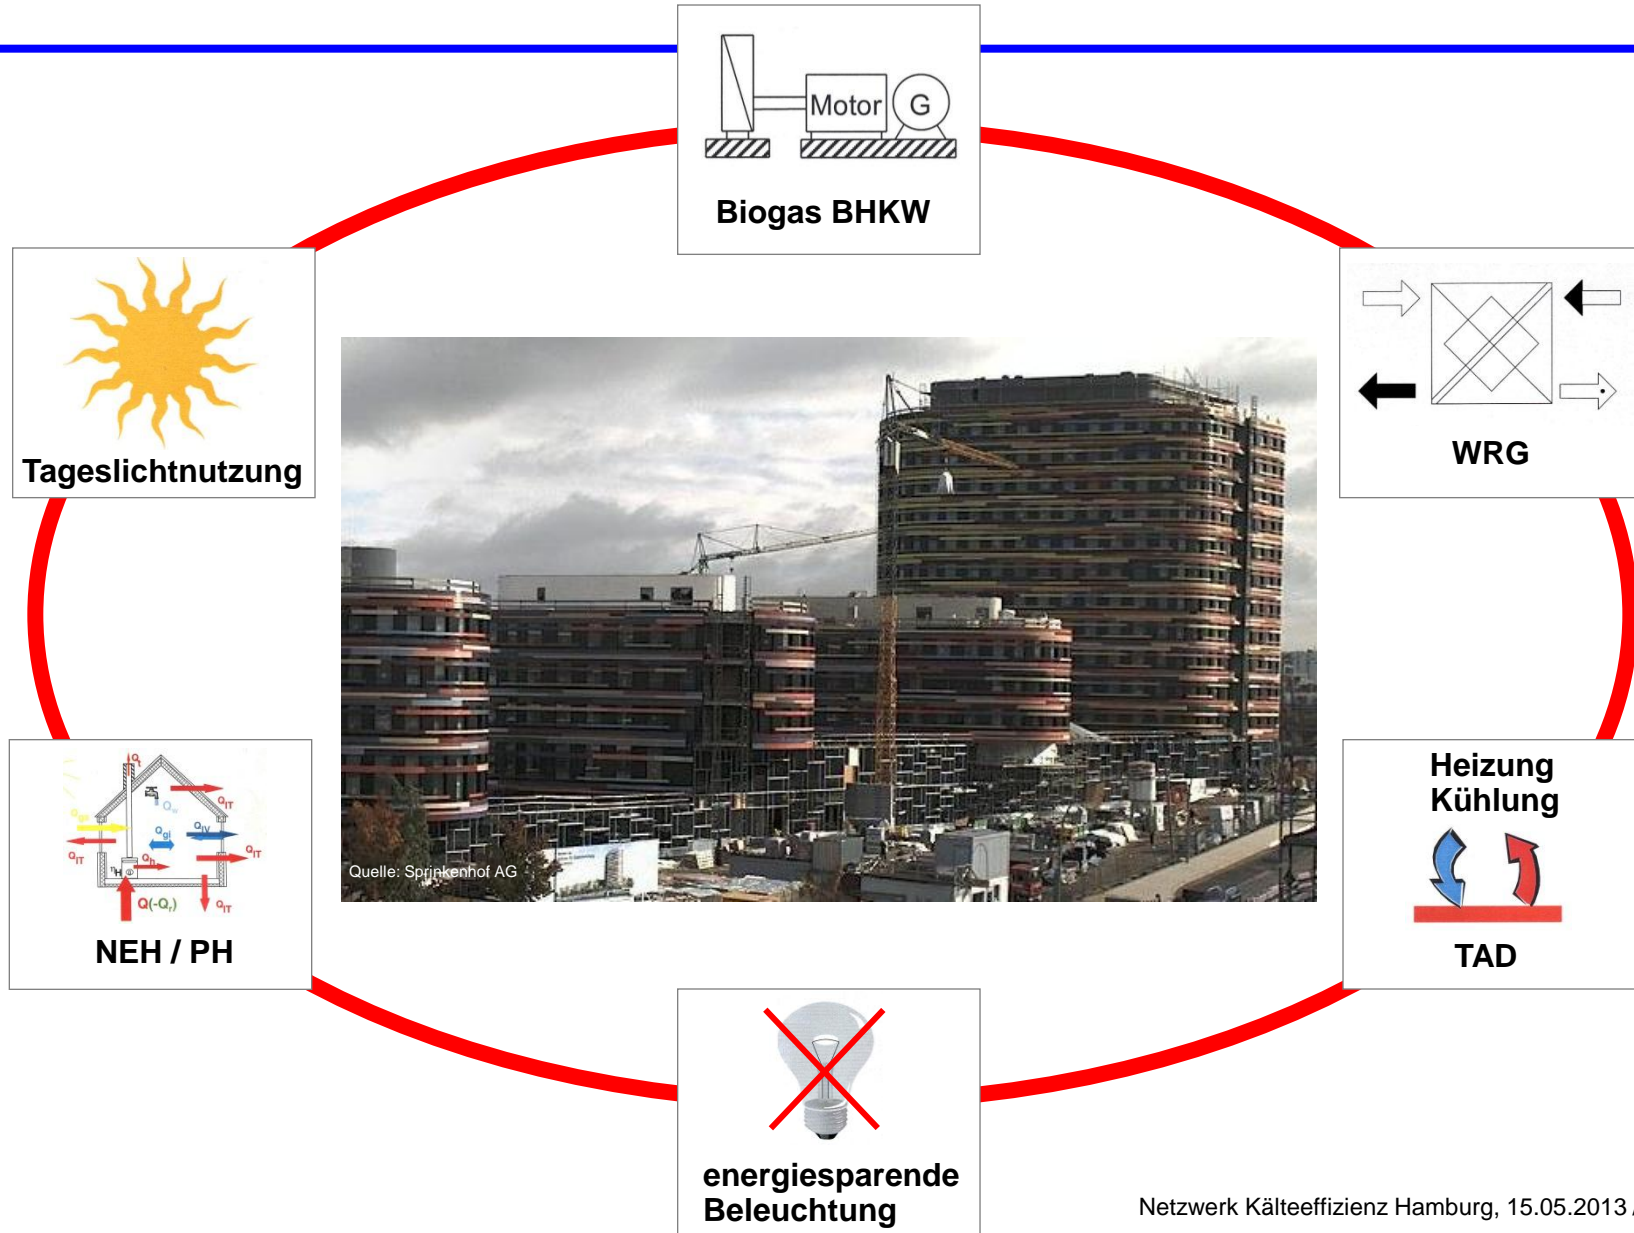 Motor
G
Biogas BHKW
Tageslichtnutzung
WRG
Quelle: Sprinkenhof AG
Q
Q
Q
Q
Q
Q
Q
Q
Q
Q
H
Q(-Q
NEH / PH
Heizung
Kühlung
TAD
energiesparende
Beleuchtung
Netzwerk Kälteeffizienz Hamburg, 15.05.2013